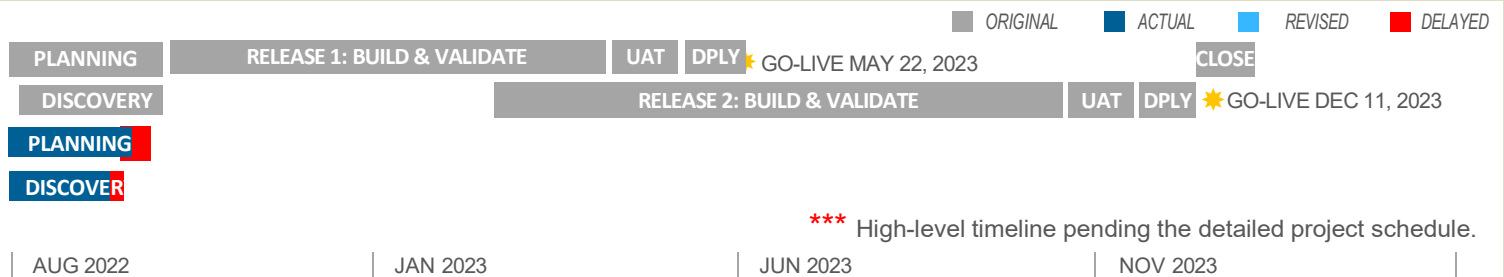 ORIGINAL ACTUAL REVISED DELAYED
PLANNING RELEASE 1: BUILD & VALIDATE UAT DPLY GO-LIVE MAY 22, 2023 CLOSE
DISCOVERY RELEASE 2: BUILD & VALIDATE UAT DPLY GO-LIVE DEC 11, 2023
PLANNING
DISCOVER
*** High-level timeline pending the detailed project schedule.
AUG 2022 JAN 2023 JUN 2023 NOV 2023